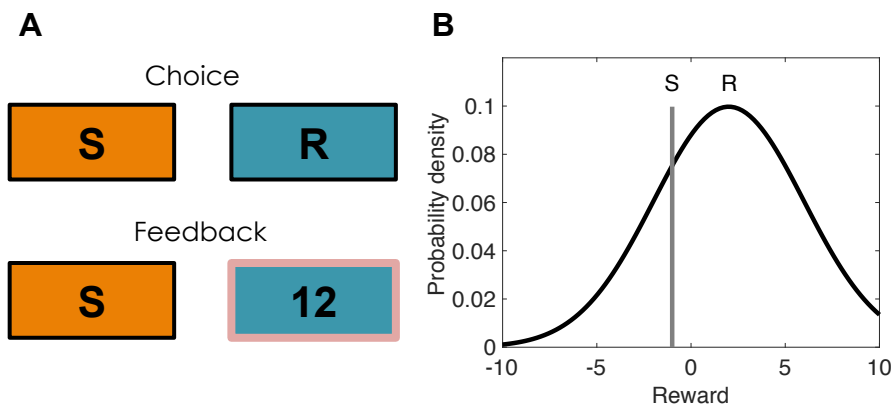 A
Choice
S R
Feedback
S 12
B
S R
Probability density
0.1
0.08
0.06
0.04
0.02
0
-10 -5 0 5 10
Reward